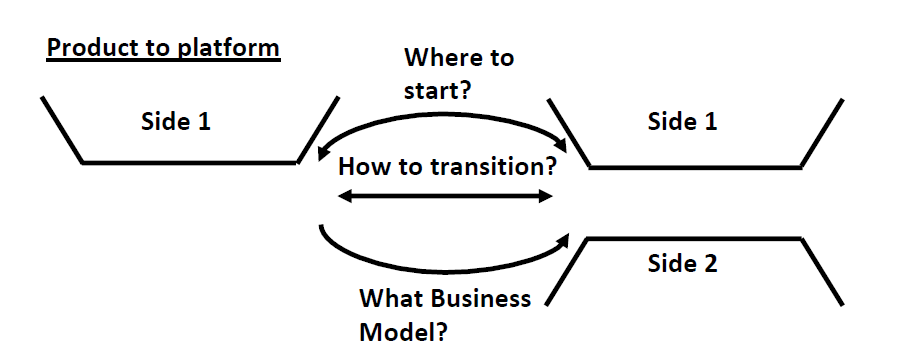 Product to platform
Where to
start?
Side 1
Side 1
How to transition?
Side 2
What Business
Model?